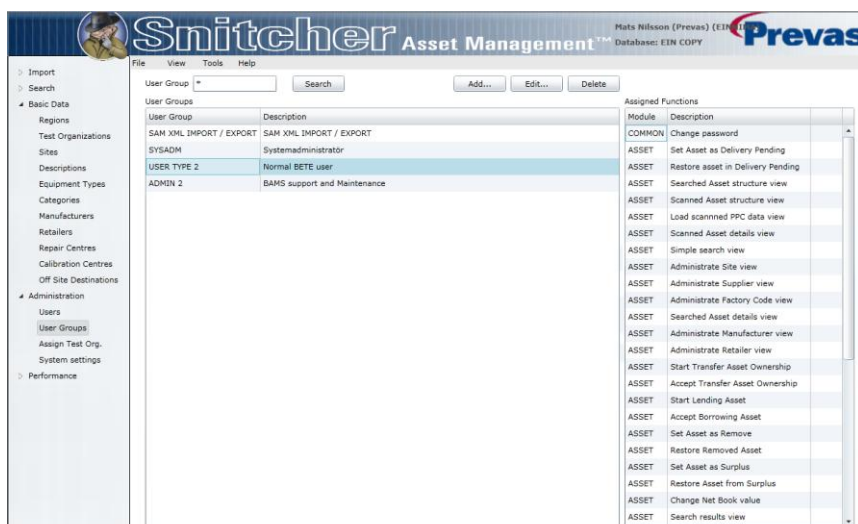 Snitcher Asset Management™
Mats Nilsson (Prevas)
Database: EIN COPY
Prevas
File View Tools Help
Import
Search
Basic Data
Regions
Test Organizations
Sites
Descriptions
Equipment Types
Categories
Manufacturers
Retailers
Repair Centres
Calibration Centres
Off Site Destinations
Administration
Users
User Groups
Assign Test Org.
System settings
Performance
User Group * Search Add... Edit... Delete
User Groups
User Group Description
SAM XML IMPORT / EXPORT SAM XML IMPORT / EXPORT
SYSADM Systemadministratör
USER TYPE 2 Normal BETE user
ADMIN 2 BAMS support and Maintenance
Assigned Functions
Module Description
COMMON Change password
ASSET Set Asset as Delivery Pending
ASSET Restore asset in Delivery Pending
ASSET Searched Asset structure view
ASSET Scanned Asset structure view
ASSET Load scannned PPC data view
ASSET Scanned Asset details view
ASSET Simple search view
ASSET Administrate Site view
ASSET Administrate Supplier view
ASSET Administrate Factory Code view
ASSET Searched Asset details view
ASSET Administrate Manufacturer view
ASSET Administrate Retailer view
ASSET Start Transfer Asset Ownership
ASSET Accept Transfer Asset Ownership
ASSET Start Lending Asset
ASSET Accept Borrowing Asset
ASSET Set Asset as Remove
ASSET Restore Removed Asset
ASSET Set Asset as Surplus
ASSET Restore Asset from Surplus
ASSET Change Net Book value
ASSET Search results view